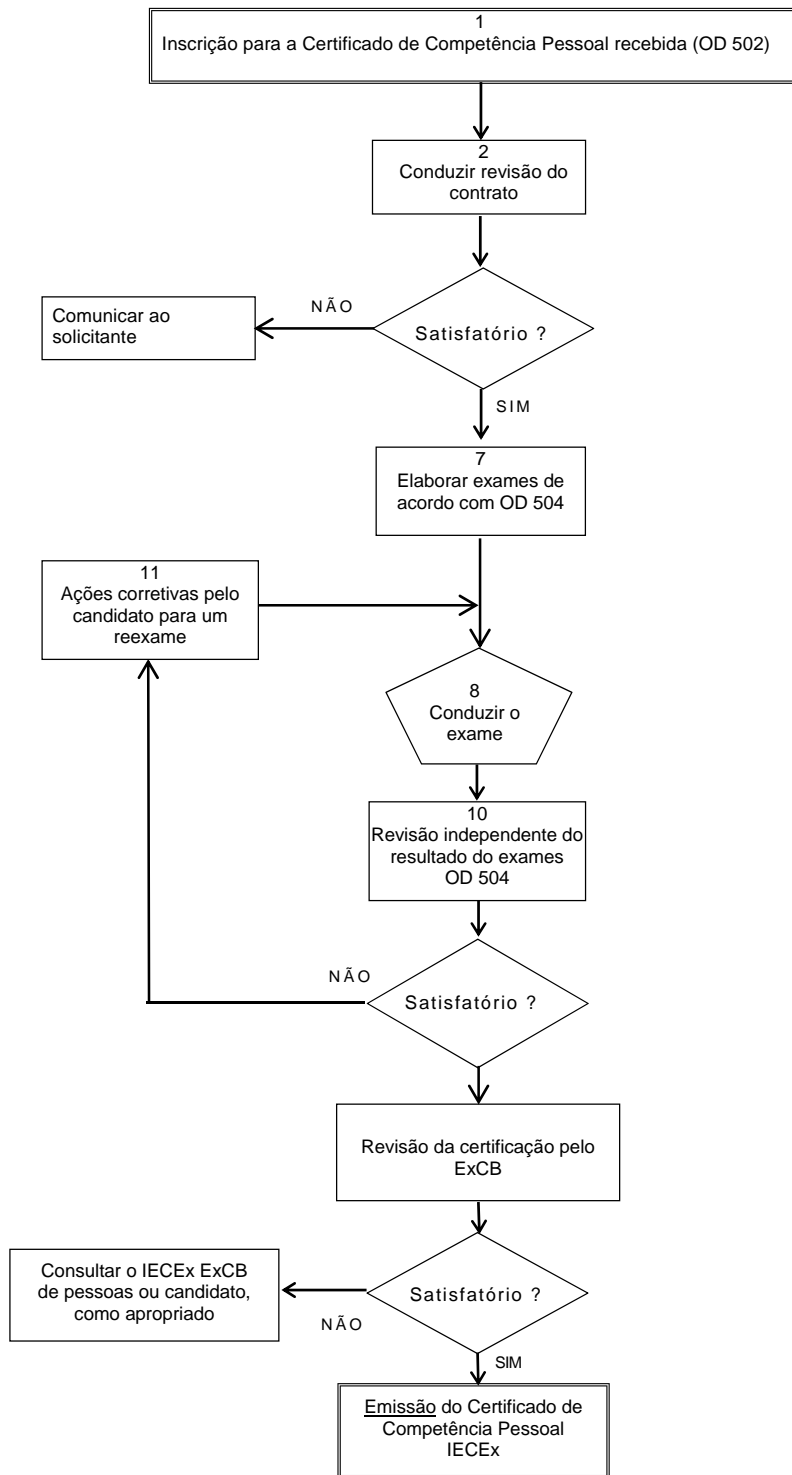 1
Inscrição para a Certificado de Competência Pessoal recebida (OD 502)
2
Conduzir revisão do
contrato
NÃO
Comunicar ao
solicitante
Satisfatório ?
SIM
7
Elaborar exames de
acordo com OD 504
11
Ações corretivas pelo
candidato para um
reexame
8
Conduzir o
exame
10
Revisão independente do
resultado do exames
OD 504
NÃO
Satisfatório ?
Revisão da certificação pelo
ExCB
Consultar o IECEx ExCB
de pessoas ou candidato,
como apropriado
Satisfatório ?
NÃO
SIM
Emissão do Certificado de
Competência Pessoal
IECEx